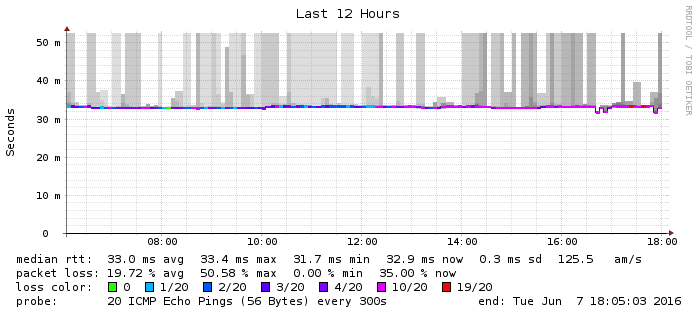 Last 12 Hours
RRDTOOL / TOBI OETIKER
Seconds
50 m
40 m
30 m
20 m
10 m
0
08:00 10:00 12:00 14:00 16:00 18:00
median rtt: 33.0 ms avg 33.4 ms max 31.7 ms min 32.9 ms now 0.3 ms sd 125.5 am/s
packet loss: 19.72 % avg 50.58 % max 0.00 % min 35.00 % now
loss color: 0 1/20 2/20 3/20 4/20 10/20 19/20
probe: 20 ICMP Echo Pings (56 Bytes) every 300s end: Tue Jun 7 18:05:03 2016